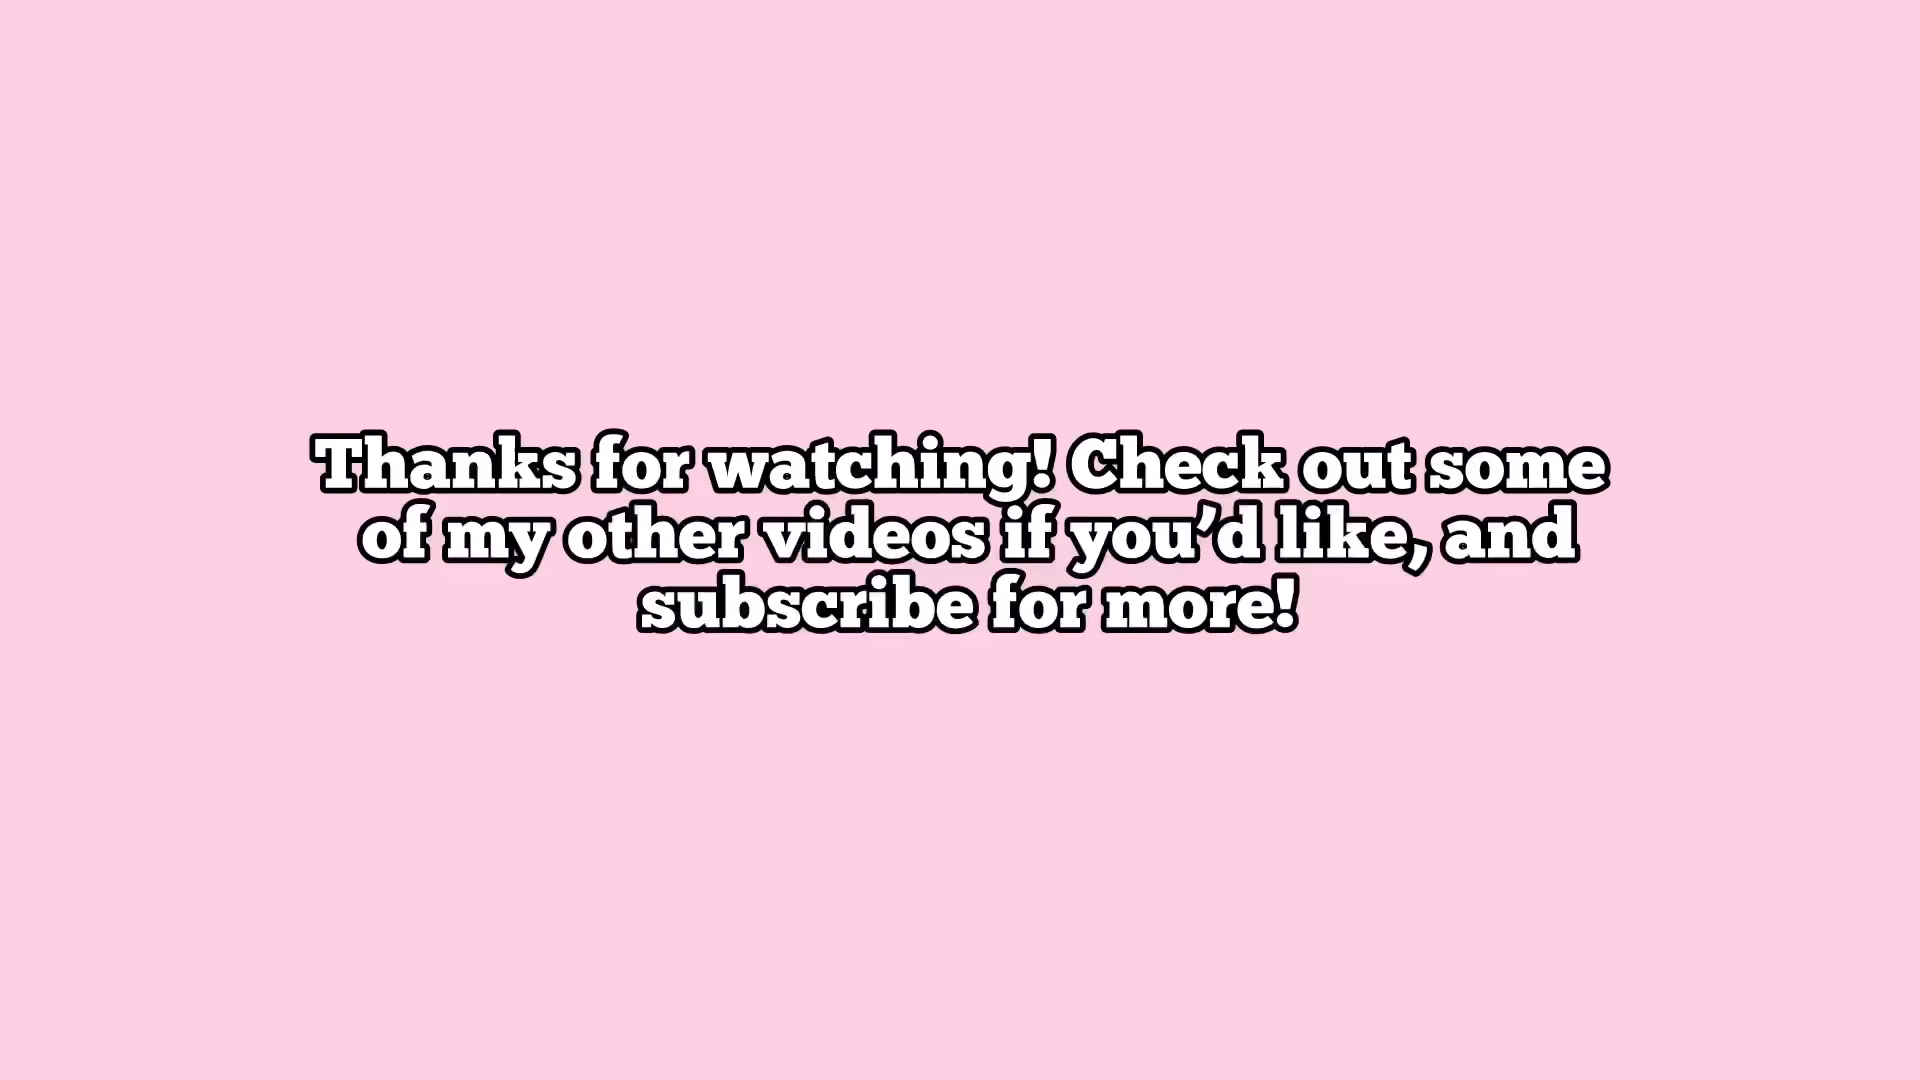 Thanks for watching! Check out some
of my other videos if you’d like, and
subscribe for more!